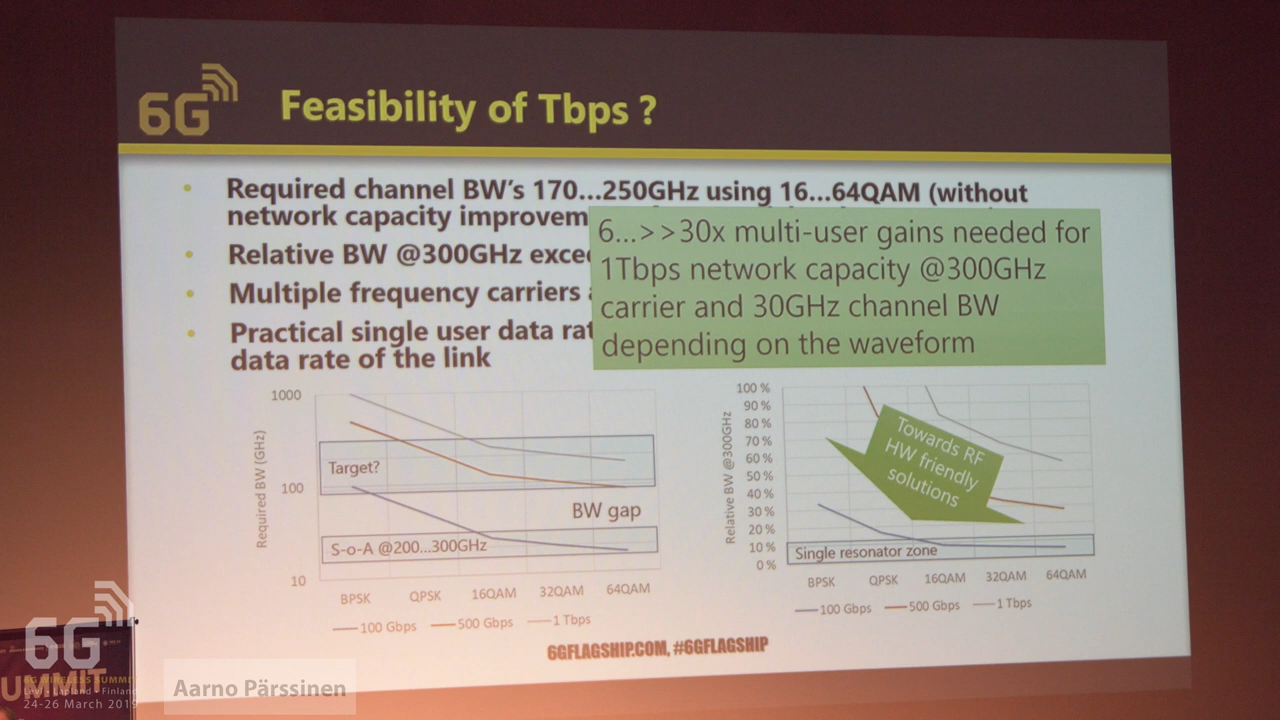 6G
Feasibility of Tbps ?
• Required channel BW's 170...250GHz using 16...64QAM (without
network capacity
• Relative BW @300GHz
• Multiple frequency carriers
• Practical single user data
data rate of the link
6...>>30x multi-user gains needed for
1Tbps network capacity @300GHz
carrier and 30GHz channel BW
depending on the waveform
1000
100
10
Required BW (GHz)
Target?
BW gap
S-o-A @200...300GHz
BPSK QPSK 16QAM 32QAM 64QAM
100 Gbps 500 Gbps 1 Tbps
100 %
90 %
80 %
70 %
60 %
50 %
40 %
30 %
20 %
10 %
0 %
Relative BW @300GHz
Towards RF
HW friendly
solutions
Single resonator zone
BPSK QPSK 16QAM 32QAM 64QAM
100 Gbps 500 Gbps 1 Tbps
6GFLAGSHIP.COM, #6GFLAGSHIP
6G
6G WIRELESS SUMMIT
Levi - Lapland - Finland
24-26 March 2019
Aarno Pärssinen